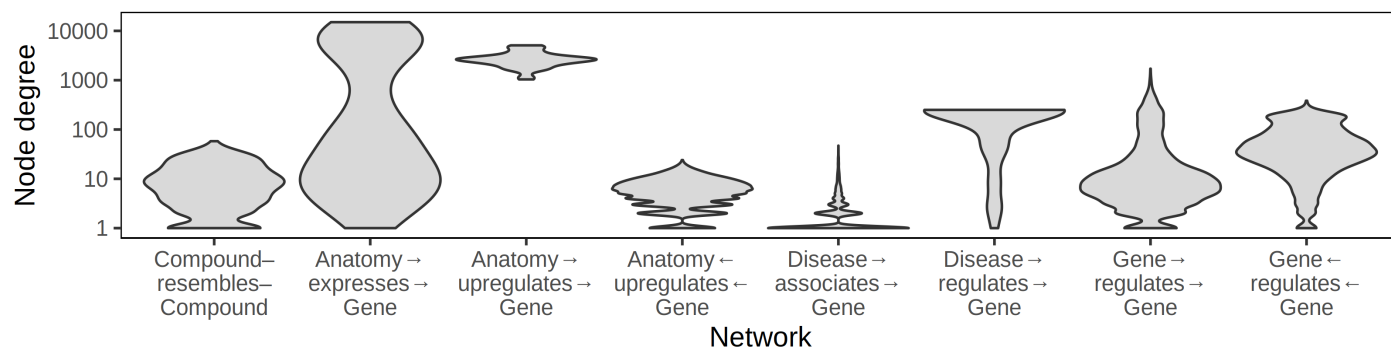 Node degree
10000
1000
100
10
1
Compound–
resembles–
Compound
Anatomy→
expresses→
Gene
Anatomy→
upregulates→
Gene
Anatomy←
upregulates←
Gene
Disease→
associates→
Gene
Disease→
regulates→
Gene
Gene→
regulates→
Gene
Gene←
regulates←
Gene
Network